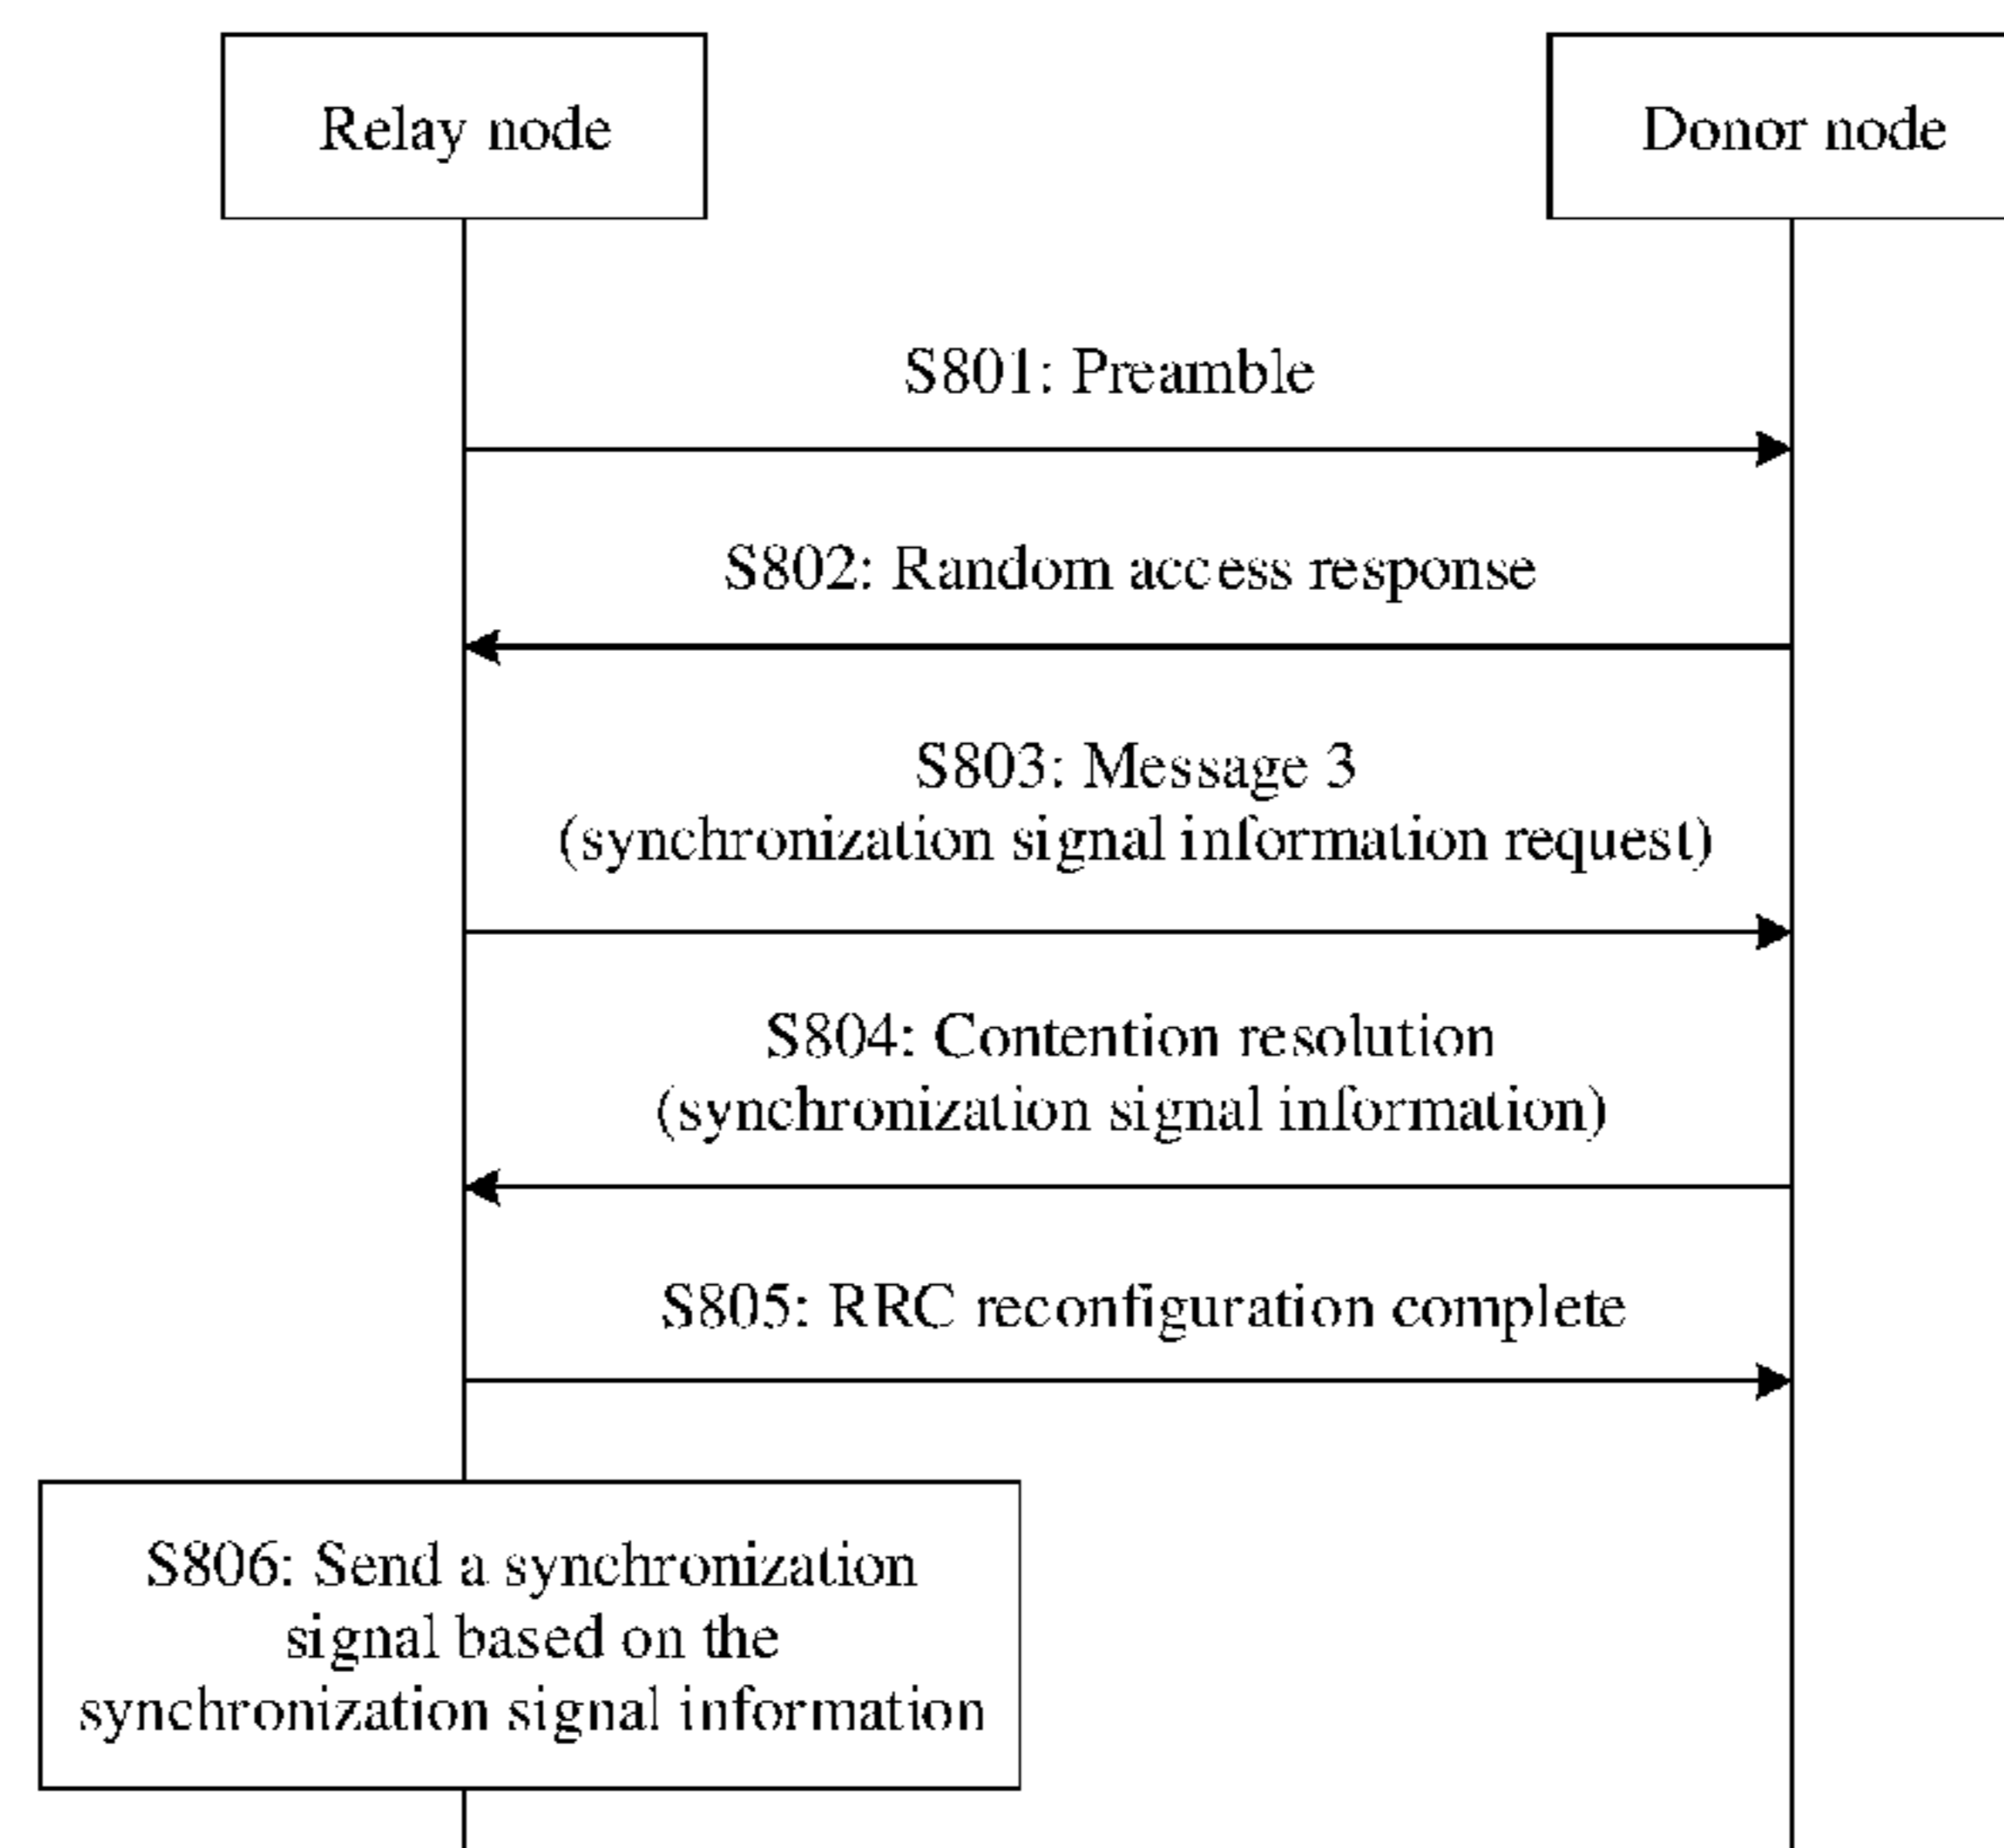 Relay node
Donor node
S801: Preamble
S802: Random access response
S803: Message 3
(synchronization signal information request)
S804: Contention resolution
(synchronization signal information)
S805: RRC reconfiguration complete
S806: Send a synchronization
signal based on the
synchronization signal information